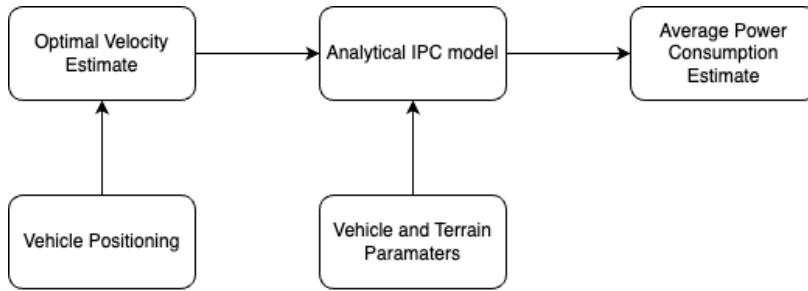 Optimal Velocity
Estimate
Analytical IPC model
Average Power
Consumption
Estimate
Vehicle Positioning
Vehicle and Terrain
Paramaters